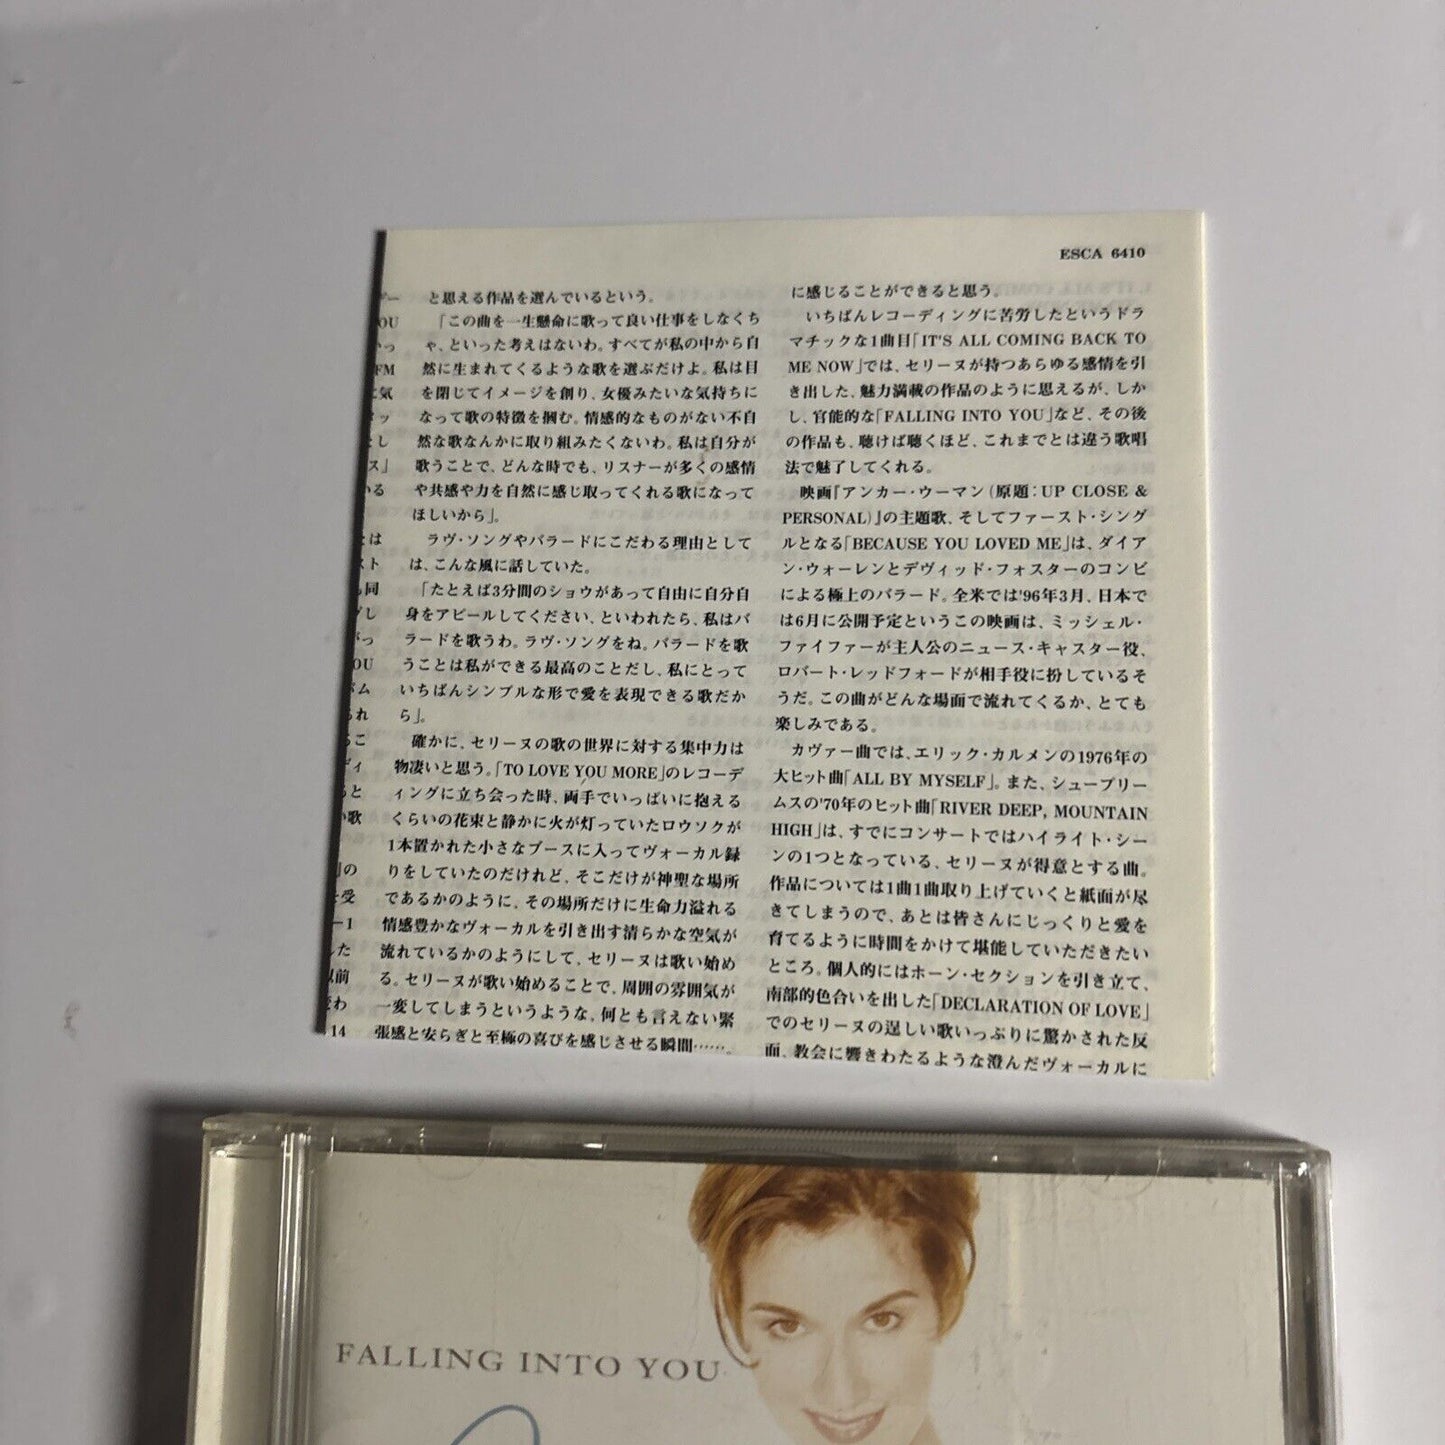 ESCA 6410
デー
OU
いっ
FM
に気
タッ
とし
ス」
いる
とは
スト
も同
グし
がっ
OU
バム
られ
るこ
ディ
ると
い歌
」の
を受
ー1
した
以前
変わ
14
と思える作品を選んでいるという。
「この曲を一生懸命に歌って良い仕事をしなくち
ゃ、といった考えはないわ。すべてが私の中から自
然に生まれてくるような歌を選ぶだけよ。私は目
を閉じてイメージを創り、女優みたいな気持ちに
なって歌の特徴を掴む。情感的なものがない不自
然な歌なんかに取り組みたくないわ。私は自分が
歌うことで、どんな時でも、リスナーが多くの感情
や共感や力を自然に感じ取ってくれる歌になって
ほしいから」。
ラヴ・ソングやバラードにこだわる理由として
は、こんな風に話していた。
「たとえば3分間のショウがあって自由に自分自
身をアピールしてください、といわれたら、私はバ
ラードを歌うわ。ラヴ・ソングをね。バラードを歌
うことは私ができる最高のことだし、私にとって
いちばんシンプルな形で愛を表現できる歌だか
ら」。
確かに、セリーヌの歌の世界に対する集中力は
物凄いと思う。「TO LOVE YOU MORE」のレコーデ
ィングに立ち会った時、両手でいっぱいに抱える
くらいの花束と静かに火が灯っていたロウソクが
1本置かれた小さなブースに入ってヴォーカル録
りをしていたのだけれど、そこだけが神聖な場所
であるかのように、その場所だけに生命力溢れる
情感豊かなヴォーカルを引き出す清らかな空気が
流れているかのようにして、セリーヌは歌い始め
る。セリーヌが歌い始めることで、周囲の雰囲気が
一変してしまうというような、何とも言えない緊
張感と安らぎと至極の喜びを感じさせる瞬間……。
に感じることができると思う。
いちばんレコーディングに苦労したというドラ
マチックな1曲目「IT'S ALL COMING BACK TO
ME NOW」では、セリーヌが持つあらゆる感情を引
き出した、魅力満載の作品のように思えるが、しか
し、官能的な「FALLING INTO YOU」など、その後
の作品も、聴けば聴くほど、これまでとは違う歌唱
法で魅了してくれる。
映画『アンカー・ウーマン(原題：UP CLOSE &
PERSONAL)』の主題歌、そしてファースト・シング
ルとなる「BECAUSE YOU LOVED ME」は、ダイア
ン・ウォーレンとデヴィッド・フォスターのコンビ
による極上のバラード。全米では'96年3月、日本で
は6月に公開予定というこの映画は、ミッシェル・
ファイファーが主人公のニュース・キャスター役、
ロバート・レッドフォードが相手役に扮しているそ
うだ。この曲がどんな場面で流れてくるか、とても
楽しみである。
カヴァー曲では、エリック・カルメンの1976年の
大ヒット曲「ALL BY MYSELF」。また、シュープリー
ムスの'70年のヒット曲「RIVER DEEP, MOUNTAIN
HIGH」は、すでにコンサートではハイライト・シー
ンの1つとなっている、セリーヌが得意とする曲。
作品については1曲1曲取り上げていくと紙面が尽
きてしまうので、あとは皆さんにじっくりと愛を
育てるように時間をかけて堪能していただきたい
ところ。個人的にはホーン・セクションを引き立て、
南部的色合いを出した「DECLARATION OF LOVE」
でのセリーヌの逞しい歌いっぷりに驚かされた反
面、教会に響きわたるような澄んだヴォーカルに
FALLING INTO YOU